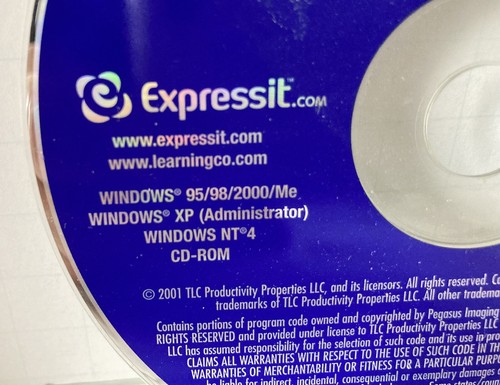 Expressit.COM™
www.expressit.com
www.learningco.com
WINDOWS® 95/98/2000/Me
WINDOWS® XP (Administrator)
WINDOWS NT®4
CD-ROM
© 2001 TLC Productivity Properties LLC, and its licensors. All rights reserved.
trademarks of TLC Productivity Properties LLC. All other
Contains portions of program code owned and copyrighted by Pegasus Imaging
RIGHTS RESERVED and provided under license to TLC Productivity Properties LLC
LLC has assumed responsibility for the selection of such code and its use in
CLAIMS ALL WARRANTIES WITH RESPECT TO THE USE OF SUCH CODE IN
WARRANTIES OF MERCHANTABILITY OR FITNESS FOR A PARTICULAR
be liable for indirect, incidental, consequential or exemplary damages